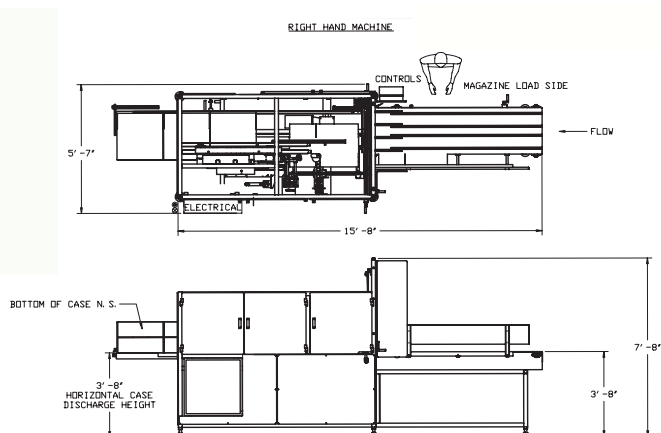 RIGHT HAND MACHINE
CONTROLS
MAGAZINE LOAD SIDE
FLOW
5'-7"
ELECTRICAL
15'-8"
BOTTOM OF CASE N.S.
7'-8"
3'-8"
HORIZONTAL CASE
DISCHARGE HEIGHT
3'-8"